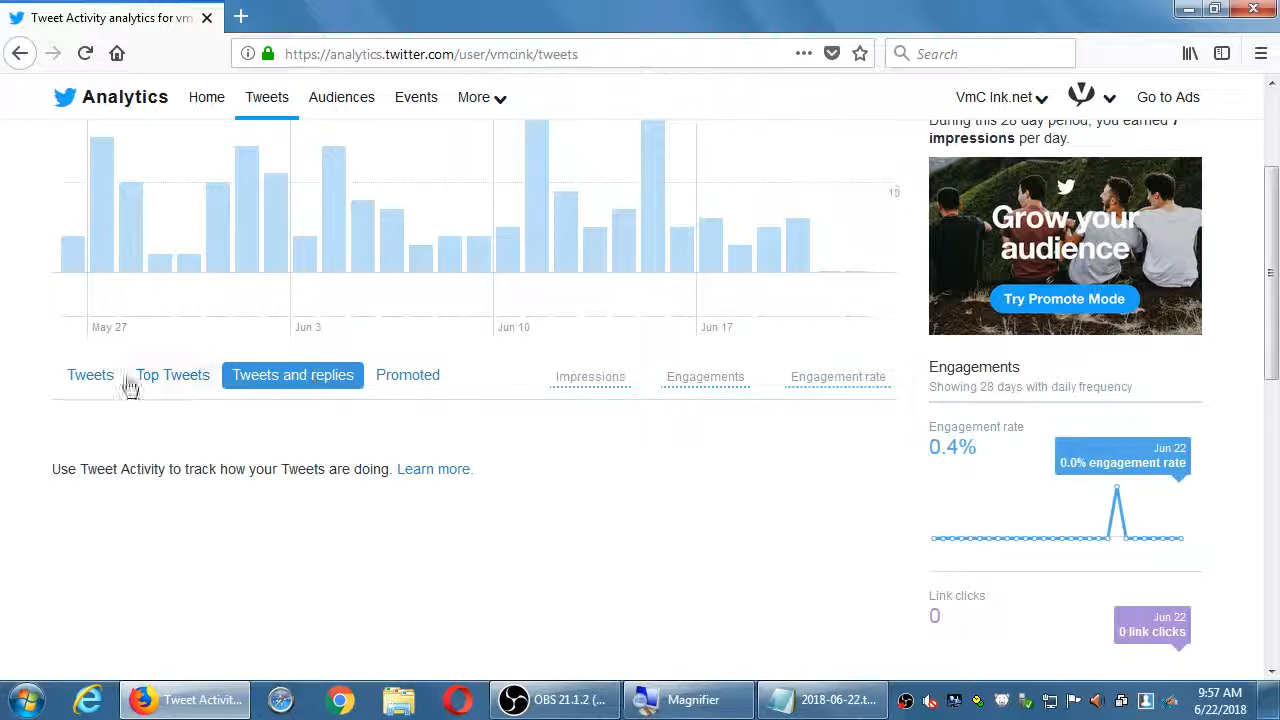 Tweet Activity analytics for vm
https://analytics.twitter.com/user/vmcink/tweets
Search
Analytics
Home
Tweets
Audiences
Events
More
VmC Ink.net
Go to Ads
During this 28 day period, you earned 7
impressions per day.
10
Grow your
audience
Try Promote Mode
May 27
Jun 3
Jun 10
Jun 17
Tweets
Top Tweets
Tweets and replies
Promoted
Impressions
Engagements
Engagement rate
Use Tweet Activity to track how your Tweets are doing. Learn more.
Engagements
Showing 28 days with daily frequency
Engagement rate
0.4%
Jun 22
0.0% engagement rate
Link clicks
0
Jun 22
0 link clicks
Tweet Activit...
OBS 21.1.2 (...
Magnifier
2018-06-22.t...
9:57 AM
6/22/2018